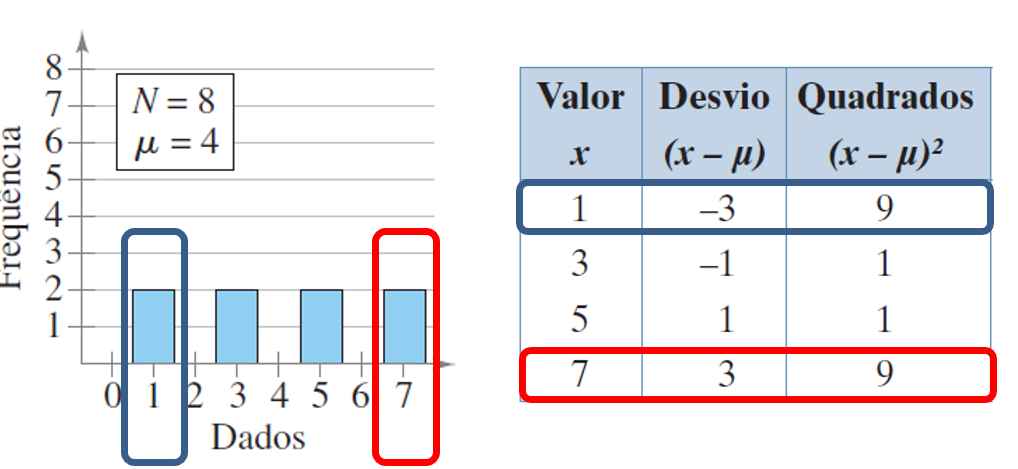 Frequência
8
7
6
5
4
3
2
1
N = 8
μ = 4
0 1 2 3 4 5 6 7
Dados
Valor Desvio Quadrados
x (x – μ) (x – μ)²
1 –3 9
3 –1 1
5 1 1
7 3 9